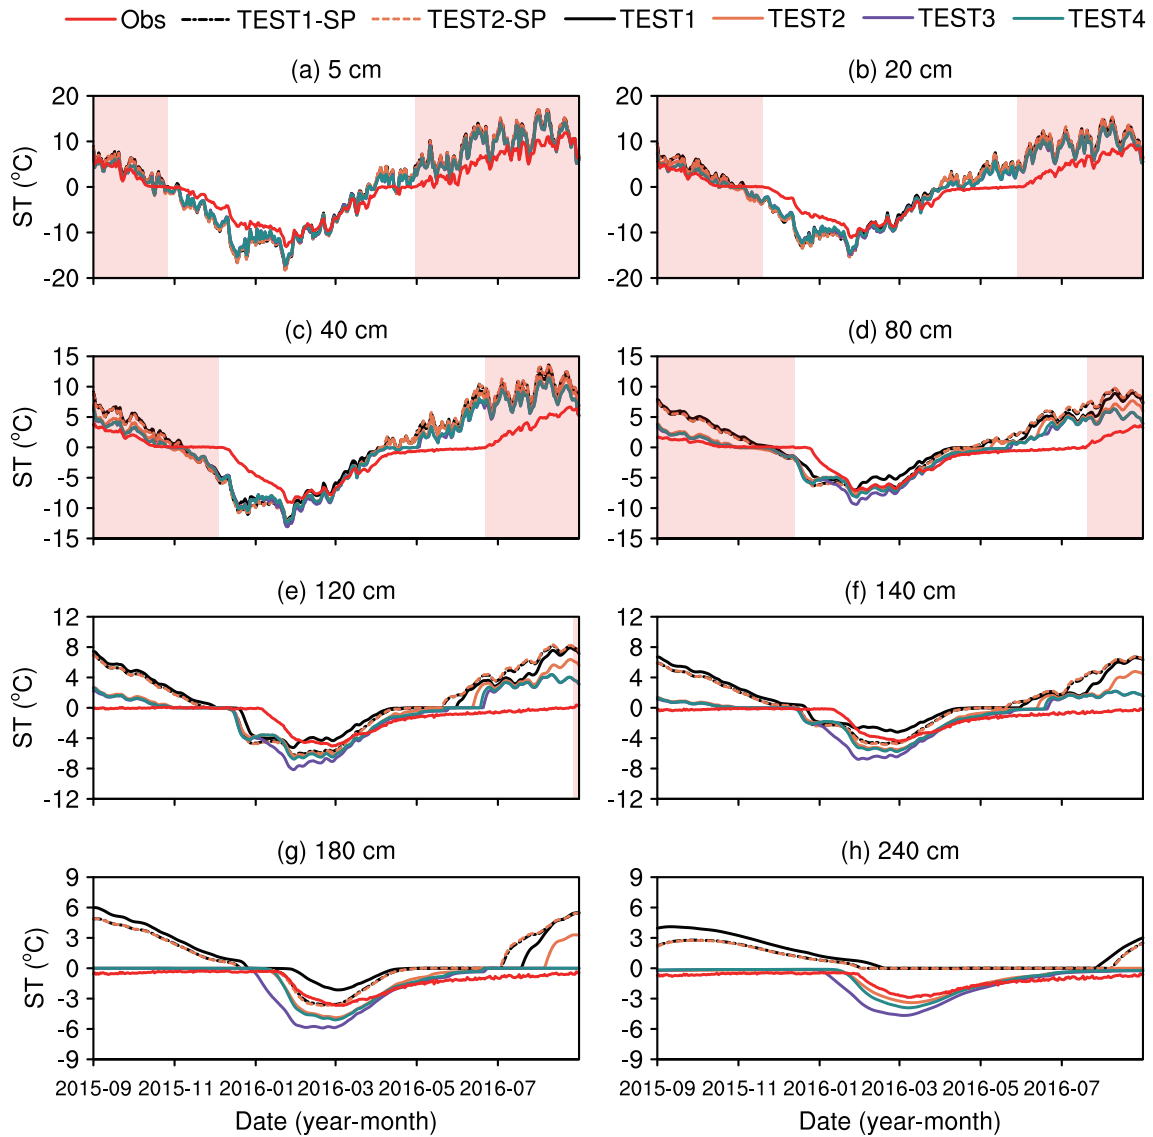 Obs TEST1-SP TEST2-SP TEST1 TEST2 TEST3 TEST4
(a) 5 cm (b) 20 cm
20 20
10 10
0 0
-10 -10
-20 -20
ST (°C) ST (°C)
(c) 40 cm (d) 80 cm
15 15
10 10
5 5
0 0
-5 -5
-10 -10
-15 -15
ST (°C)
(e) 120 cm (f) 140 cm
12 12
8 8
4 4
0 0
-4 -4
-8 -8
-12 -12
ST (°C)
(g) 180 cm (h) 240 cm
9 9
6 6
3 3
0 0
-3 -3
-6 -6
-9 -9
ST (°C)
2015-09 2015-11 2016-01 2016-03 2016-05 2016-07 2015-09 2015-11 2016-01 2016-03 2016-05 2016-07
Date (year-month) Date (year-month)